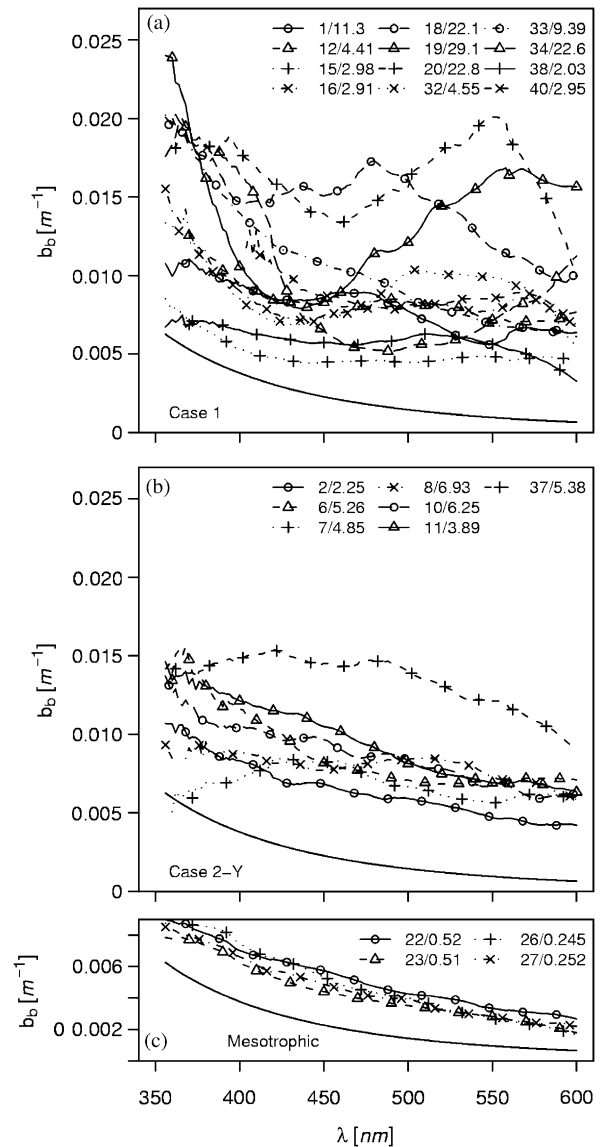 (a)
1/11.3 18/22.1 33/9.39
12/4.41 19/29.1 34/22.6
15/2.98 20/22.8 38/2.03
16/2.91 32/4.55 40/2.95
0.025
0.020
0.015
0.010
0.005
0
b_b [m^-1]
Case 1
(b)
2/2.25 8/6.93 37/5.38
6/5.26 10/6.25
7/4.85 11/3.89
0.025
0.020
0.015
0.010
0.005
0
b_b [m^-1]
Case 2-Y
22/0.52 26/0.245
23/0.51 27/0.252
0.006
0 0.002
b_b [m^-1]
(c) Mesotrophic
350 400 450 500 550 600
λ [nm]